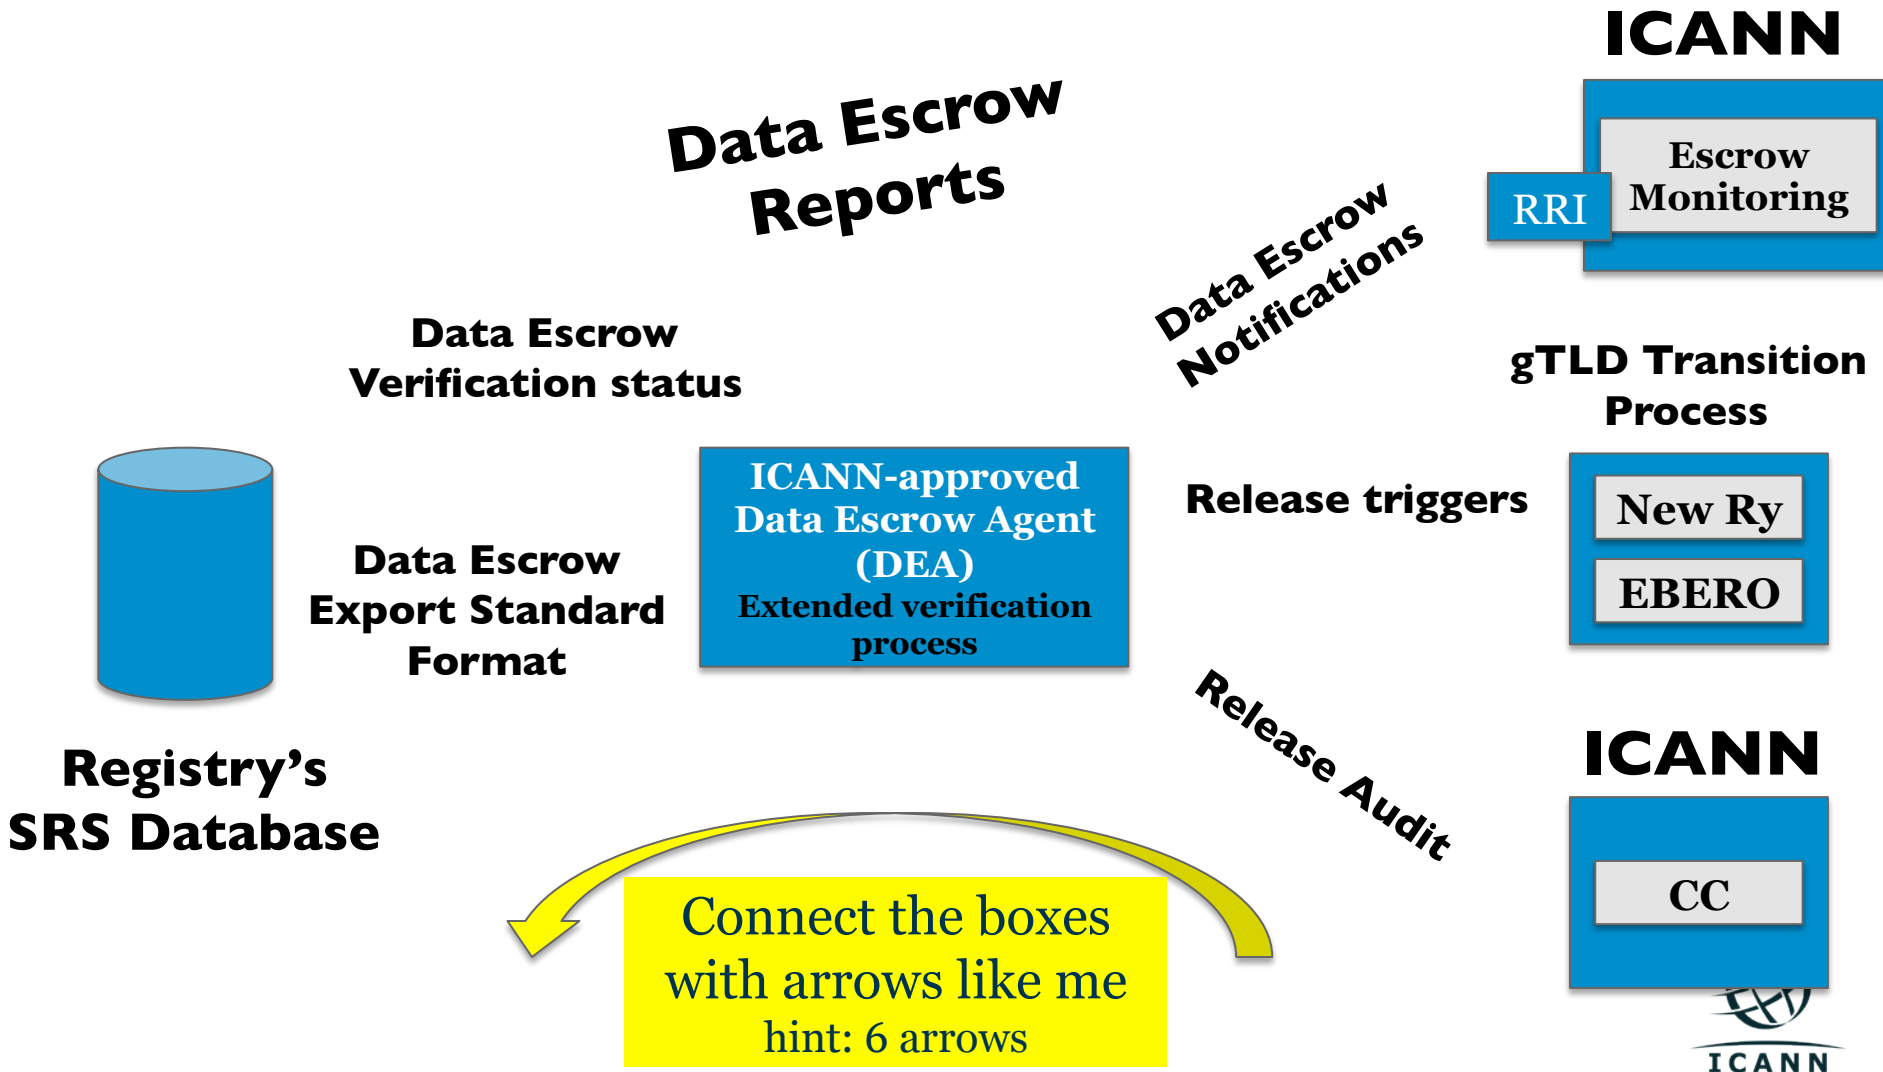 ICANN
Data Escrow
Reports
Escrow
Monitoring
RRI
Data Escrow
Notifications
Data Escrow
Verification status
gTLD Transition
Process
ICANN-approved
Data Escrow Agent
(DEA)
Extended verification
process
Release triggers
New Ry
EBERO
Data Escrow
Export Standard
Format
Release Audit
Registry’s
SRS Database
ICANN
CC
Connect the boxes
with arrows like me
hint: 6 arrows
ICANN